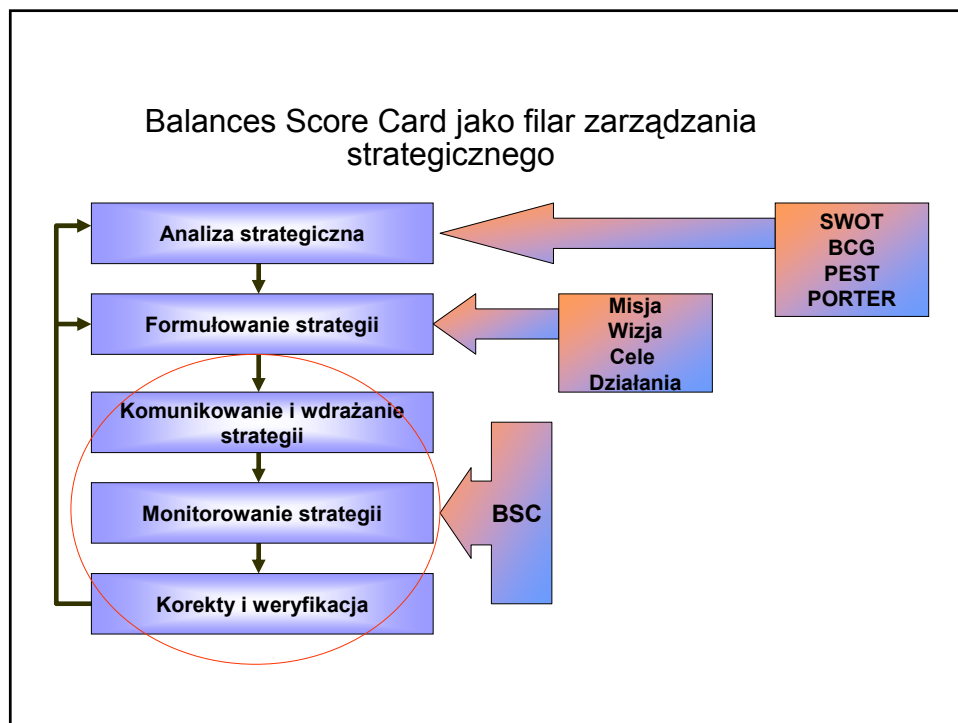 Balances Score Card jako filar zarządzania
strategicznego
Analiza strategiczna
SWOT
BCG
PEST
PORTER
Formułowanie strategii
Misja
Wizja
Cele
Działania
Komunikowanie i wdrażanie
strategii
Monitorowanie strategii
BSC
Korekty i weryfikacja